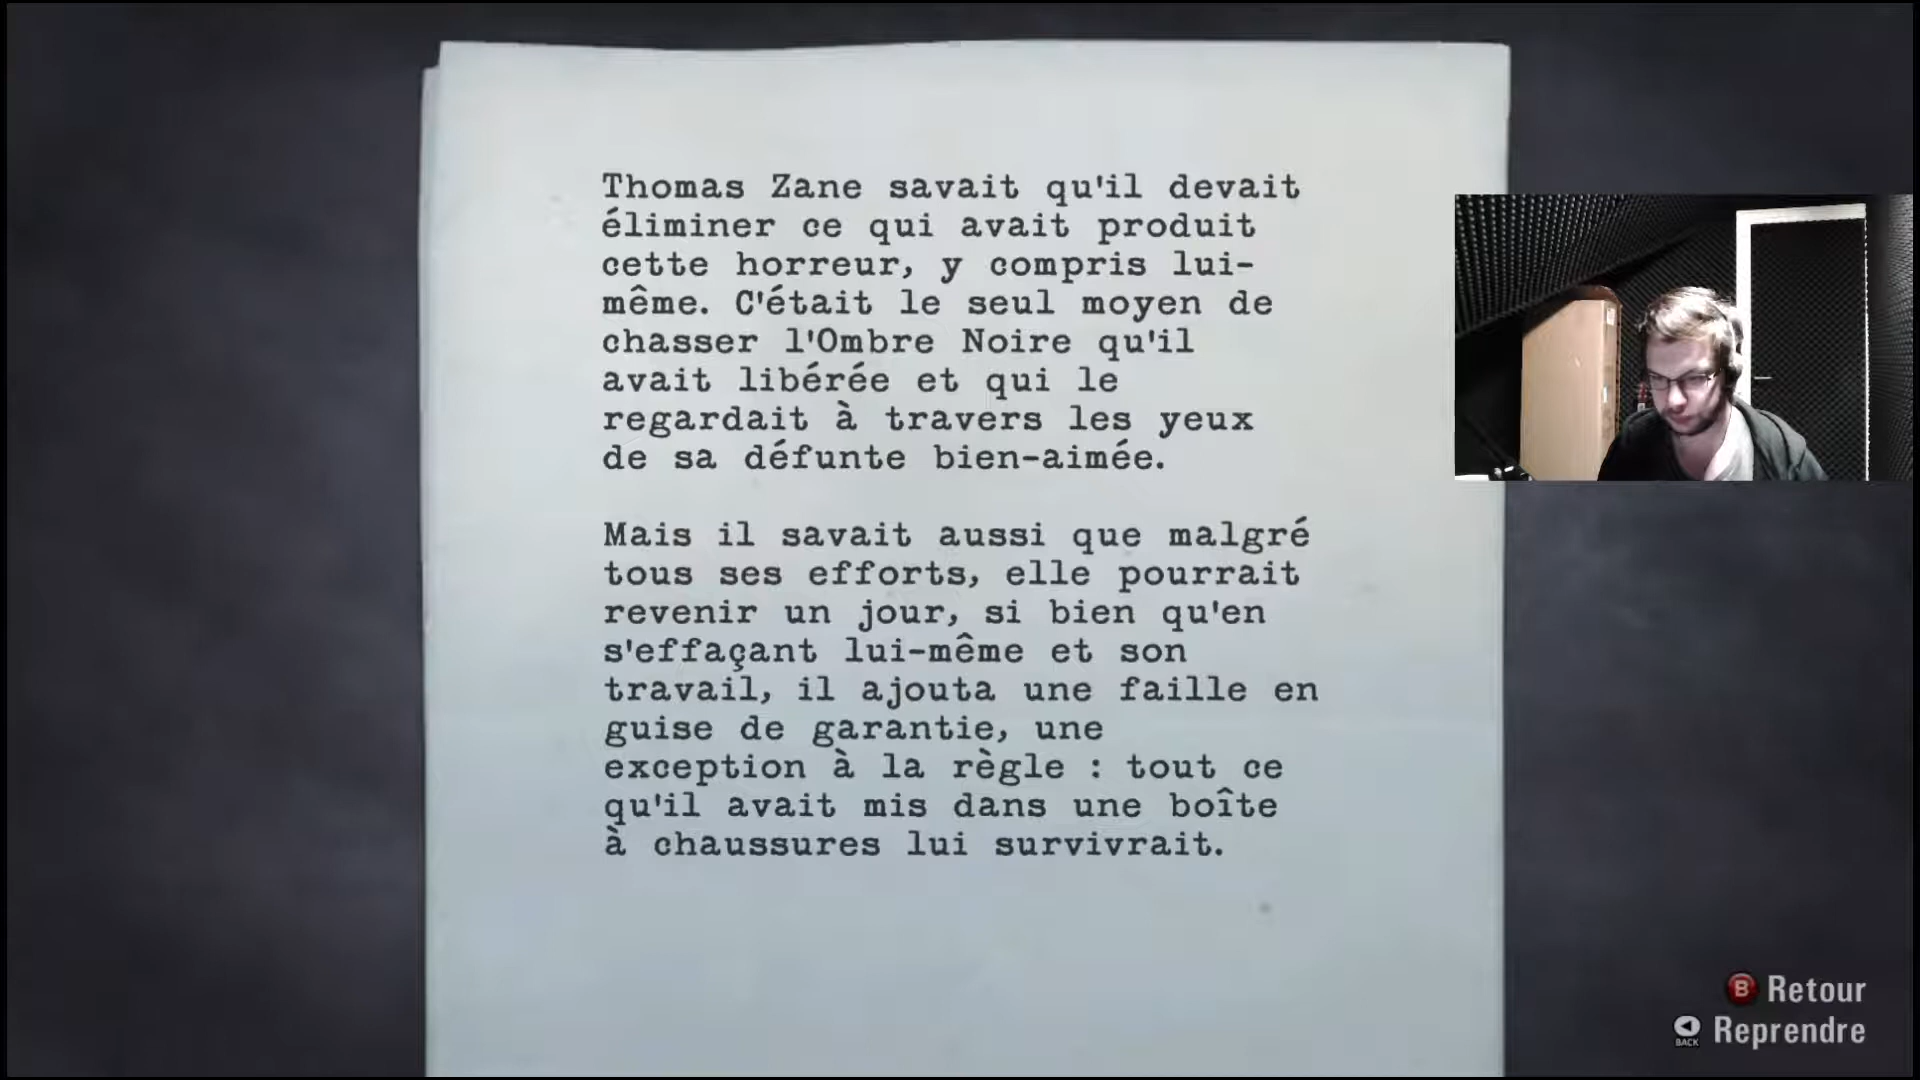 Thomas Zane savait qu'il devait
éliminer ce qui avait produit
cette horreur, y compris lui-
même. C'était le seul moyen de
chasser l'Ombre Noire qu'il
avait libérée et qui le
regardait à travers les yeux
de sa défunte bien-aimée.
Mais il savait aussi que malgré
tous ses efforts, elle pourrait
revenir un jour, si bien qu'en
s'effaçant lui-même et son
travail, il ajouta une faille en
guise de garantie, une
exception à la règle : tout ce
qu'il avait mis dans une boîte
à chaussures lui survivrait.
B Retour
BACK Reprendre